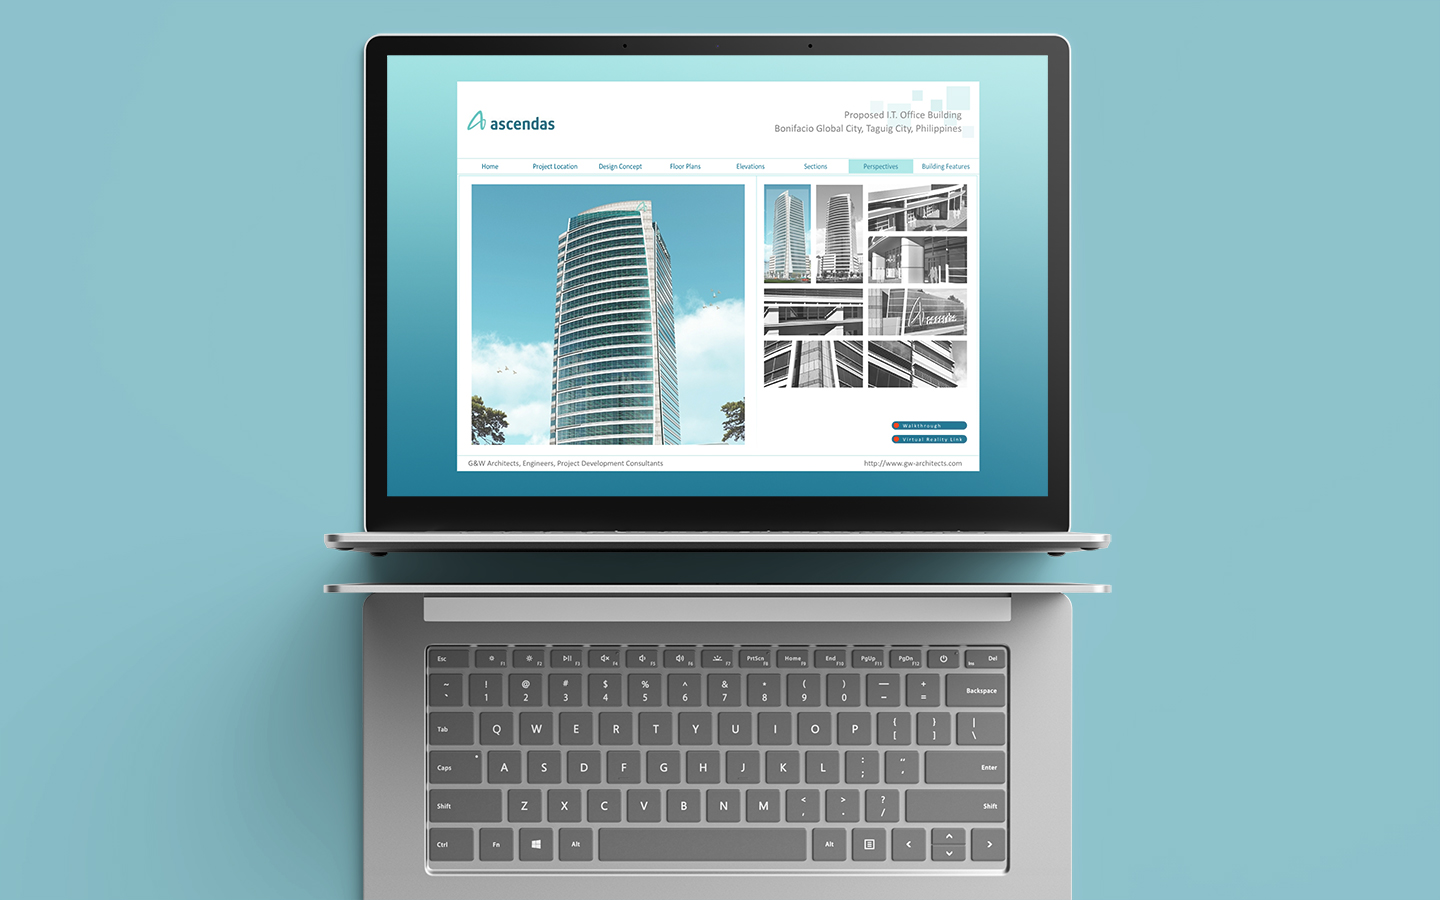 ascendas
Proposed I.T. Office Building
Bonifacio Global City, Taguig City, Philippines
Home Project Location Design Concept Floor Plans Elevations Sections Perspectives Building Features
ascendas
Walkthrough
Virtual Reality Link
G&W Architects, Engineers, Project Development Consultants
http://www.gw-architects.com
Esc F1 F2 F3 F4 F5 F6 F7 PrtScn F8 Home F9 End F10 PgUp F11 PgDn F12 Ins Del
~ ! @ # $ % ^ & * ( ) — +
` 1 2 3 4 5 6 7 8 9 0 – = Backspace
Tab Q W E R T Y U I O P { [ } ] | \
Caps A S D F G H J K L : ; “ ‘ Enter
Shift Z X C V B N M < , > . ? / Shift
Ctrl Fn Alt Alt